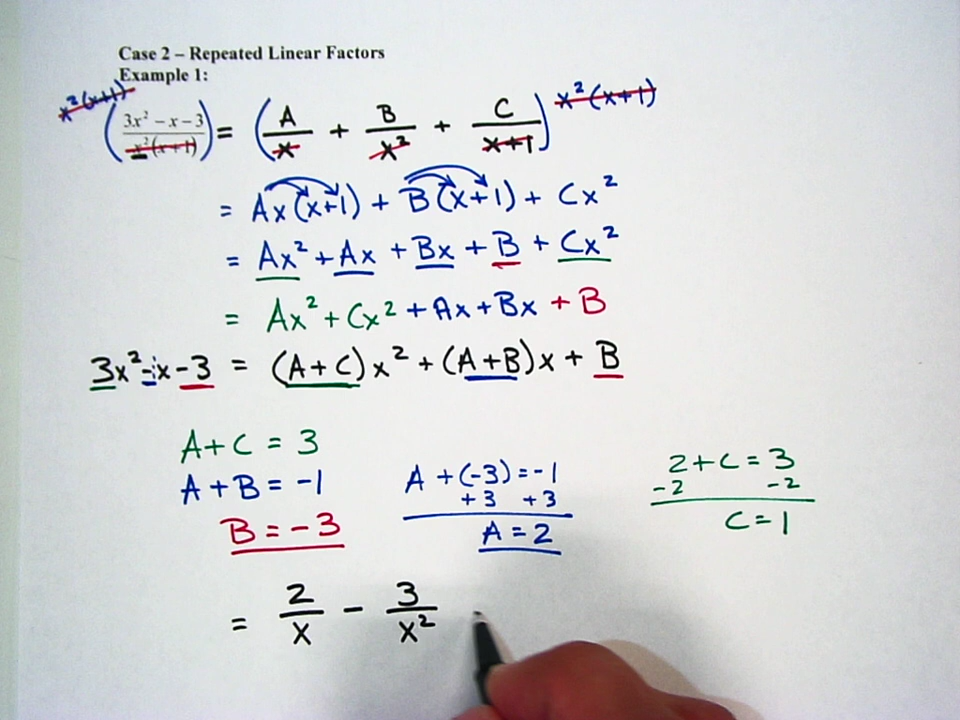 Case 2 – Repeated Linear Factors
Example 1:
x²(x+1) ( 3x² − x − 3 / x²(x+1) ) = ( A/x + B/x² + C/x+1 ) x²(x+1)
= Ax(x+1) + B(x+1) + Cx²
= Ax² + Ax + Bx + B + Cx²
= Ax² + Cx² + Ax + Bx + B
3x² - x - 3 = (A+C)x² + (A+B)x + B
A+C = 3
A+B = -1
B = -3
A + (-3) = -1
+3 +3
A = 2
2+C = 3
-2 -2
C = 1
= 2/x - 3/x²